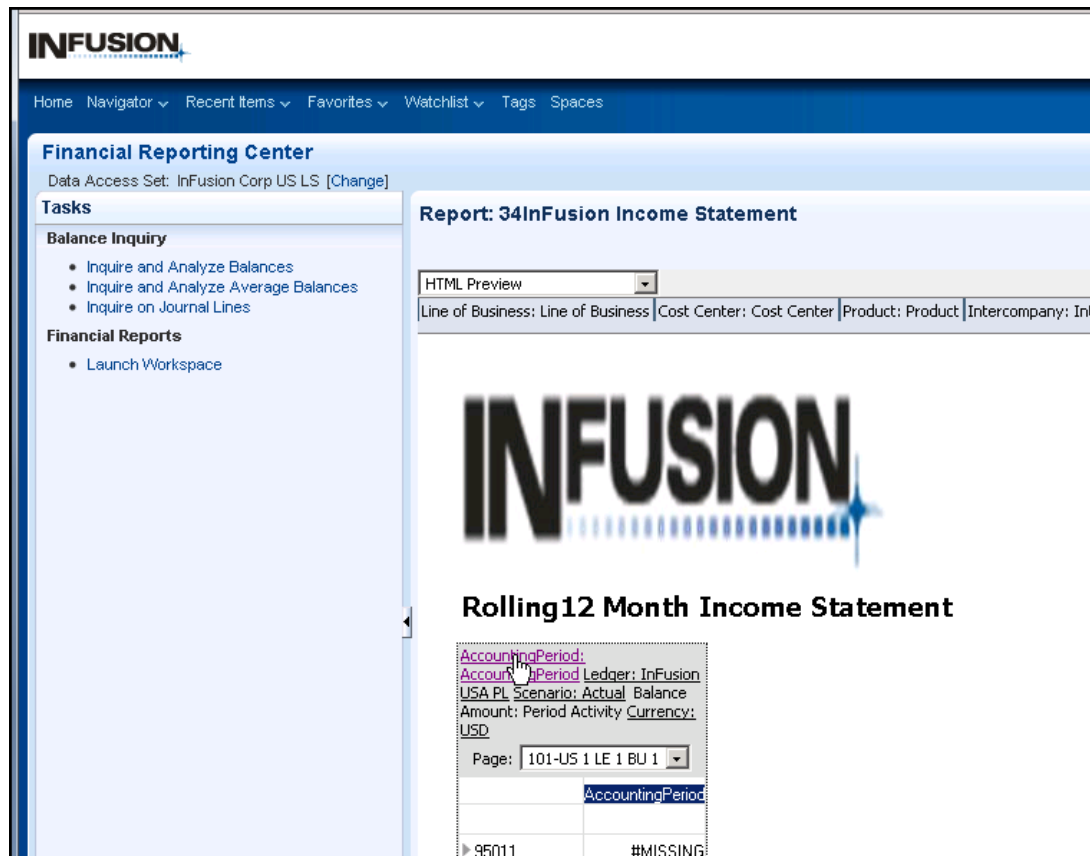 INFUSION
Home Navigator Recent Items Favorites Watchlist Tags Spaces
Financial Reporting Center
Data Access Set: InFusion Corp US LS [Change]
Tasks
Balance Inquiry
Inquire and Analyze Balances
Inquire and Analyze Average Balances
Inquire on Journal Lines
Financial Reports
Launch Workspace
Report: 34InFusion Income Statement
HTML Preview
Line of Business: Line of Business Cost Center: Cost Center Product: Product Intercompany: In
INFUSION
Rolling12 Month Income Statement
AccountingPeriod:
AccountingPeriod Ledger: InFusion
USA PL Scenario: Actual Balance
Amount: Period Activity Currency:
USD
Page: 101-US 1 LE 1 BU 1
AccountingPeriod
95011 #MISSING